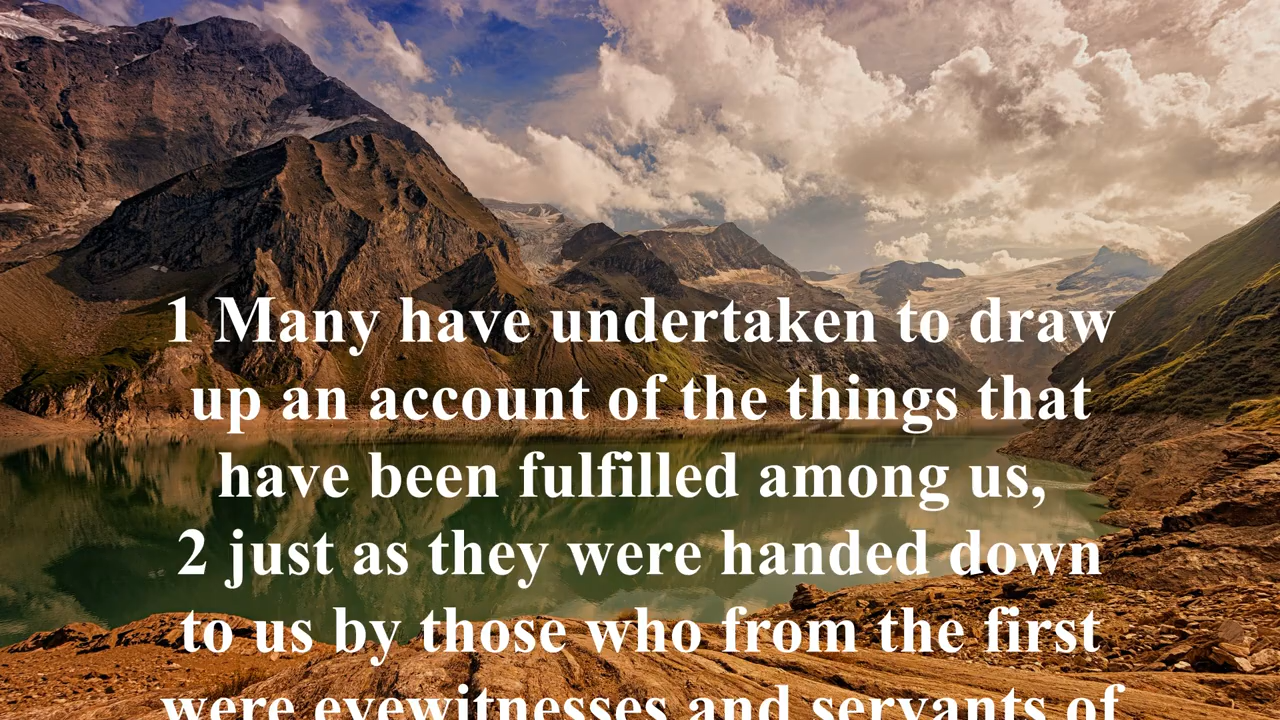 1 Many have undertaken to draw
up an account of the things that
have been fulfilled among us,
2 just as they were handed down
to us by those who from the first
were eyewitnesses and servants of